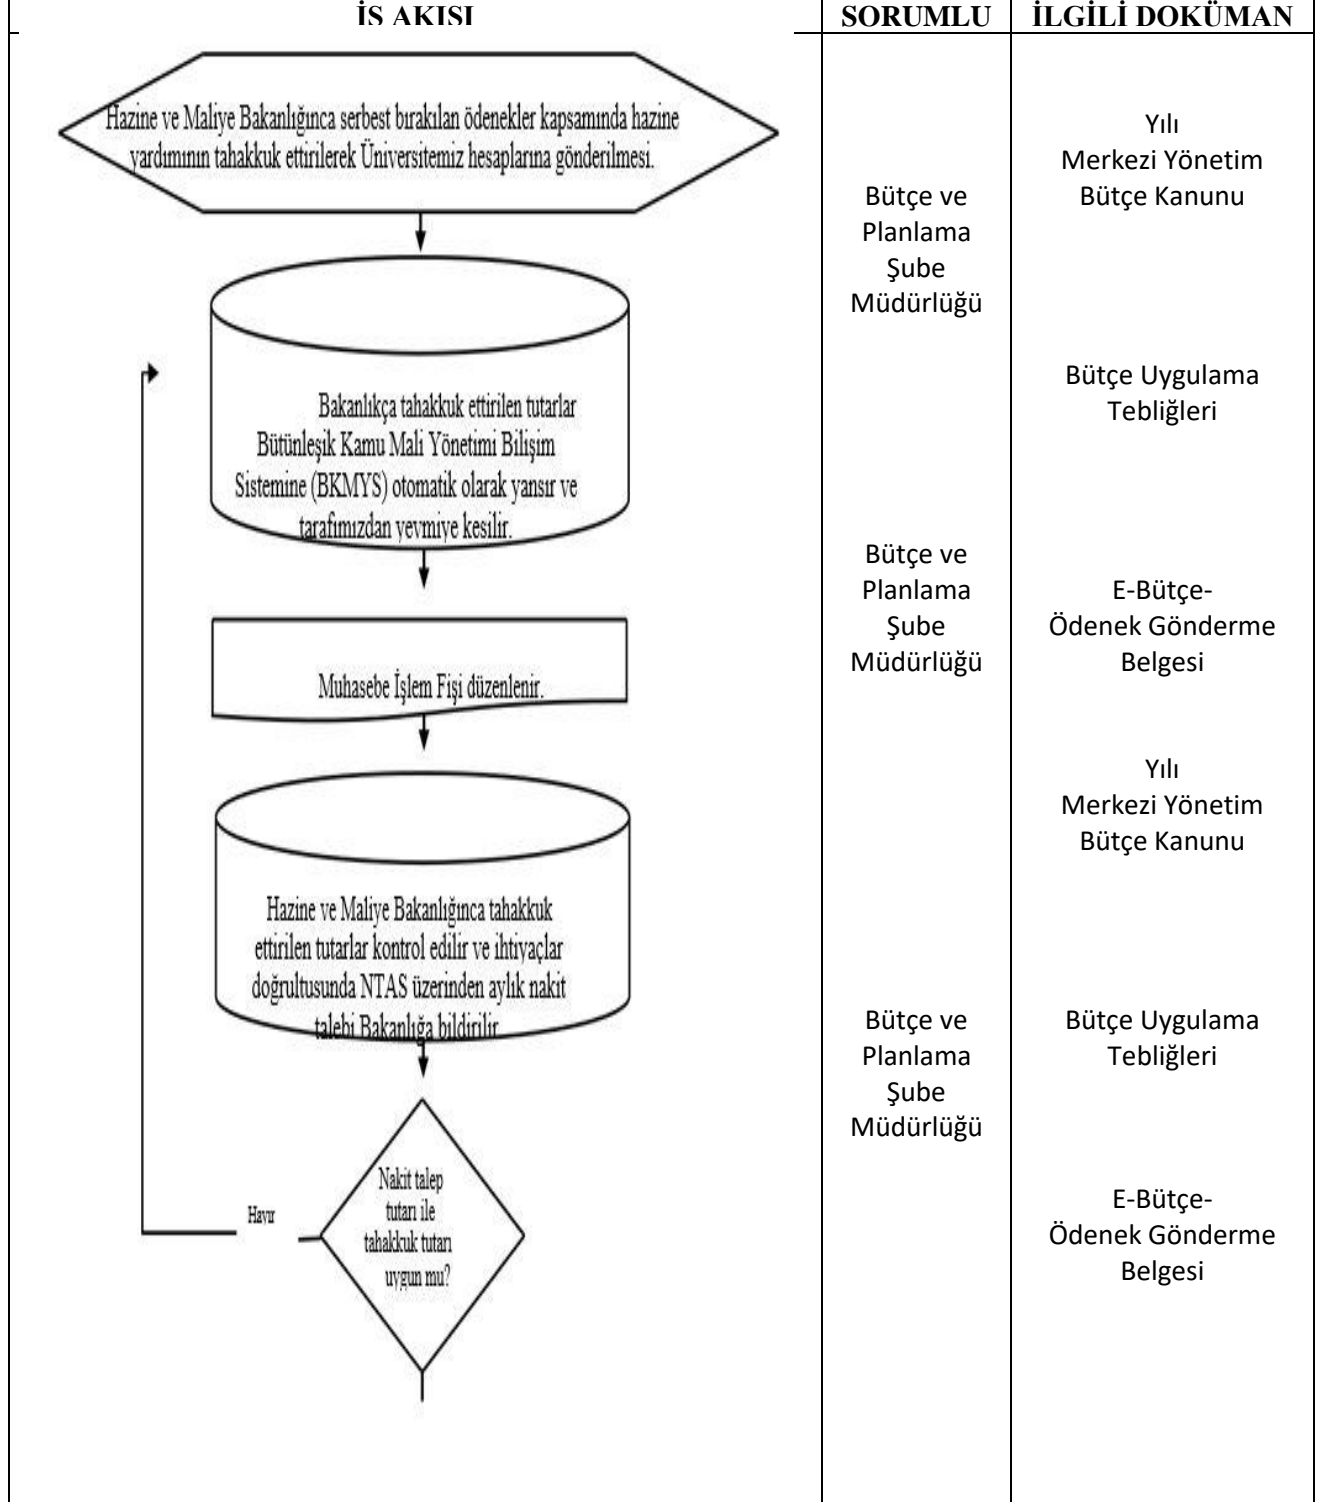 İŞ AKIŞI
SORUMLU
İLGİLİ DOKÜMAN
Hazine ve Maliye Bakanlığınca serbest bırakılan ödenekler kapsamında hazine
yardımının tahakkuk ettirilerek Üniversitemiz hesaplarına gönderilmesi.
Bakanlıkça tahakkuk ettirilen tutarlar
Bütünleşik Kamu Mali Yönetimi Bilişim
Sistemine (BKMYS) otomatik olarak yansır ve
tarafımızdan yevmiye kesilir.
Muhasebe İşlem Fişi düzenlenir.
Hazine ve Maliye Bakanlığınca tahakkuk
ettirilen tutarlar kontrol edilir ve ihtiyaçlar
doğrultusunda NTAS üzerinden aylık nakit
talebi Bakanlığa bildirilir.
Nakit talep
tutarı ile
tahakkuk tutarı
uygun mu?
Hayır
Bütçe ve
Planlama
Şube
Müdürlüğü
Bütçe ve
Planlama
Şube
Müdürlüğü
Bütçe ve
Planlama
Şube
Müdürlüğü
Yılı
Merkezi Yönetim
Bütçe Kanunu
Bütçe Uygulama
Tebliğleri
E-Bütçe-
Ödenek Gönderme
Belgesi
Yılı
Merkezi Yönetim
Bütçe Kanunu
Bütçe Uygulama
Tebliğleri
E-Bütçe-
Ödenek Gönderme
Belgesi